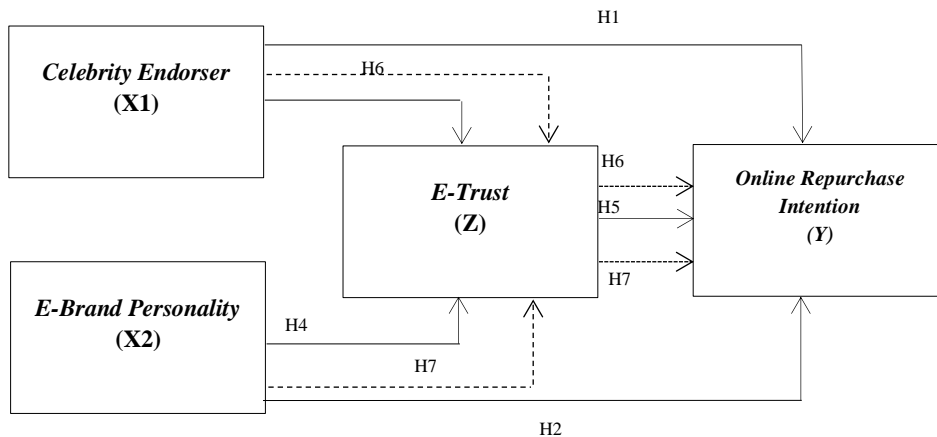 H1
Celebrity Endorser
(X1)
H6
E-Trust
(Z)
H6
H5
H7
Online Repurchase
Intention
(Y)
E-Brand Personality
(X2)
H4
H7
H2